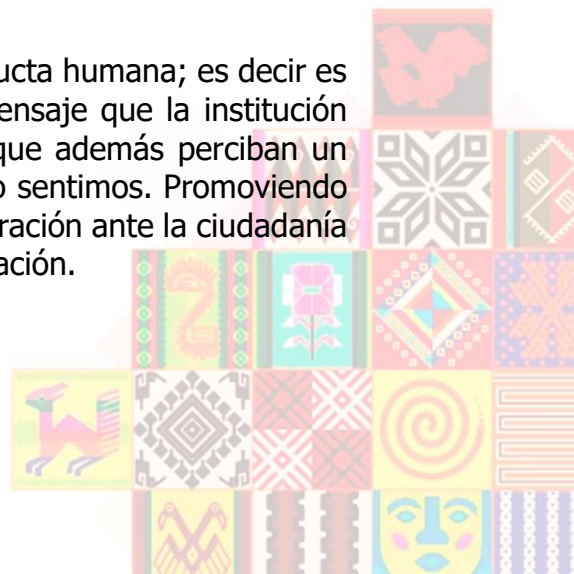 ucta humana; es decir es
ensaje que la institución
que además perciban un
o sentimos. Promoviendo
ración ante la ciudadanía
ación.